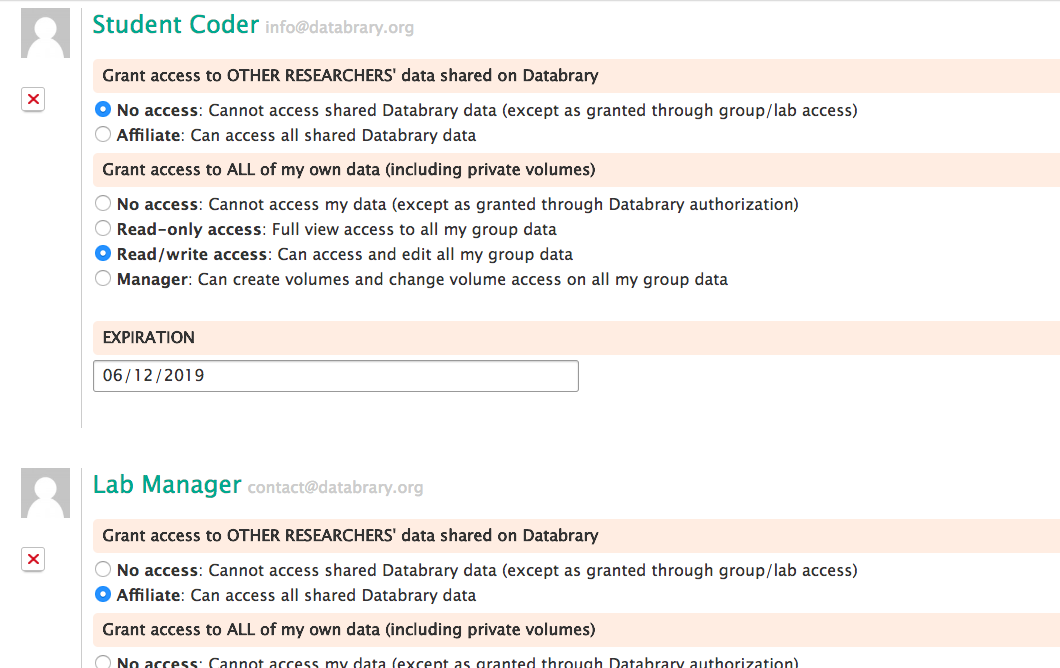 Student Coder info@databrary.org
Grant access to OTHER RESEARCHERS' data shared on Databrary
No access: Cannot access shared Databrary data (except as granted through group/lab access)
Affiliate: Can access all shared Databrary data
Grant access to ALL of my own data (including private volumes)
No access: Cannot access my data (except as granted through Databrary authorization)
Read-only access: Full view access to all my group data
Read/write access: Can access and edit all my group data
Manager: Can create volumes and change volume access on all my group data
EXPIRATION
06/12/2019
Lab Manager contact@databrary.org
Grant access to OTHER RESEARCHERS' data shared on Databrary
No access: Cannot access shared Databrary data (except as granted through group/lab access)
Affiliate: Can access all shared Databrary data
Grant access to ALL of my own data (including private volumes)
No access: Cannot access my data (except as granted through Databrary authorization)